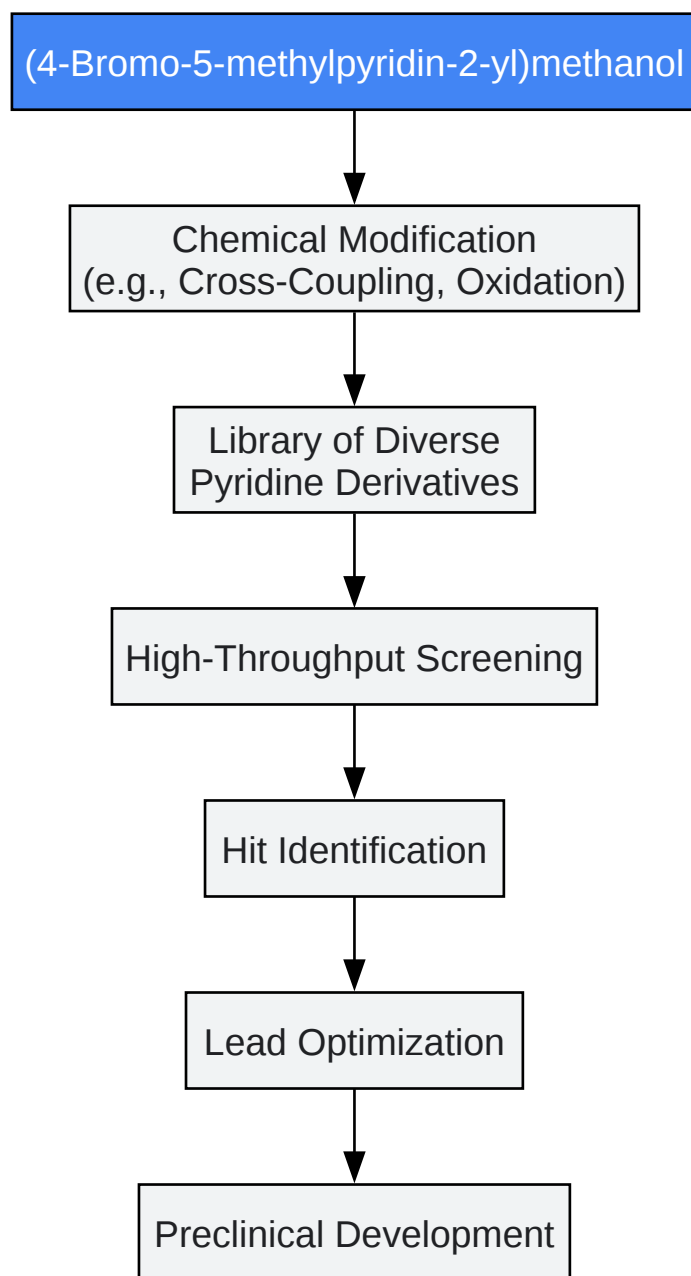 (4-Bromo-5-methylpyridin-2-yl)methanol
Chemical Modification
(e.g., Cross-Coupling, Oxidation)
Library of Diverse
Pyridine Derivatives
High-Throughput Screening
Hit Identification
Lead Optimization
Preclinical Development